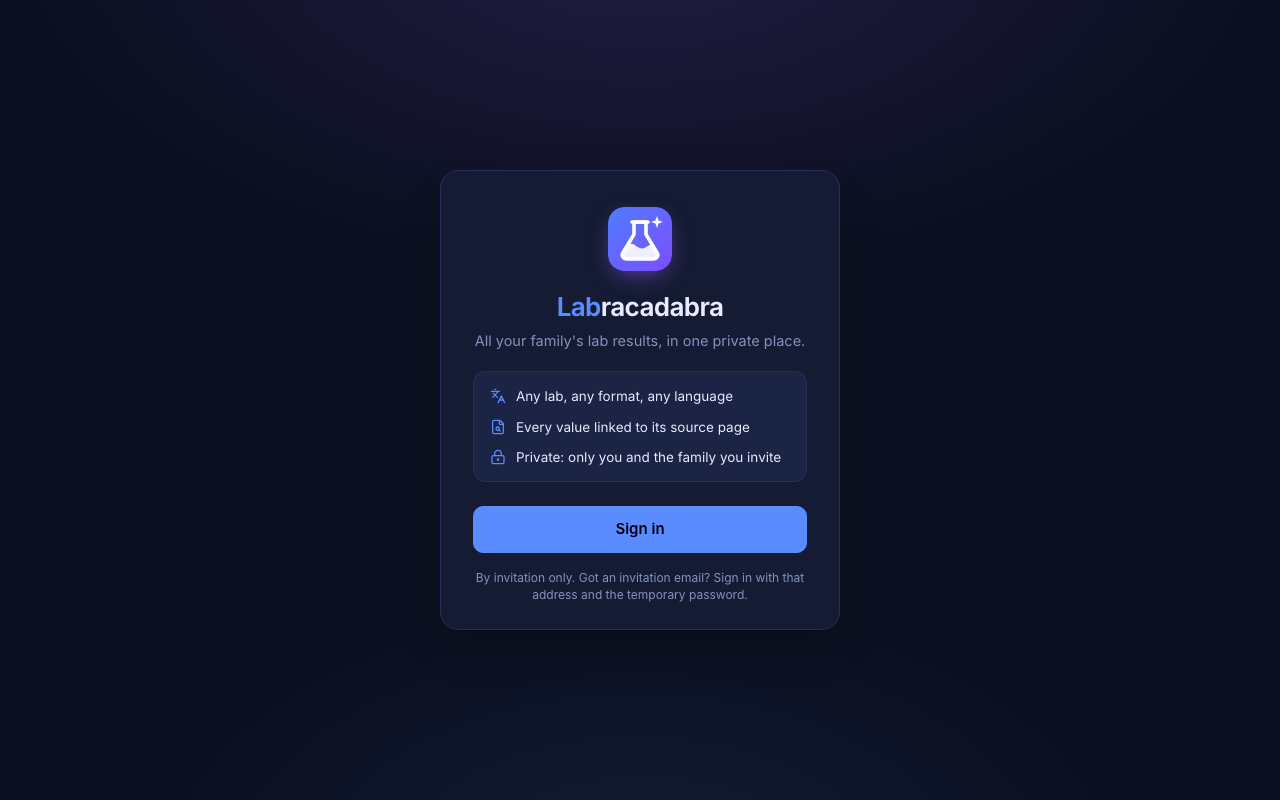 Labracadabra
All your family's lab results, in one private place.
Any lab, any format, any language
Every value linked to its source page
Private: only you and the family you invite
Sign in
By invitation only. Got an invitation email? Sign in with that
address and the temporary password.